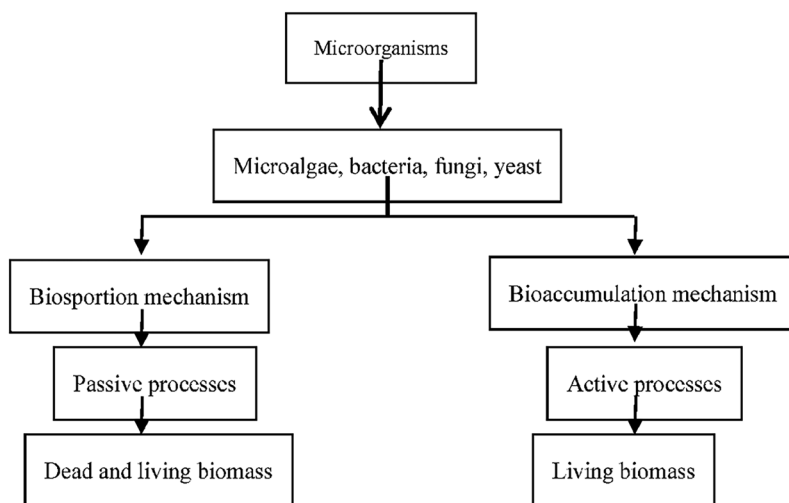 Microorganisms
Microalgae, bacteria, fungi, yeast
Biosportion mechanism
Bioaccumulation mechanism
Passive processes
Active processes
Dead and living biomass
Living biomass